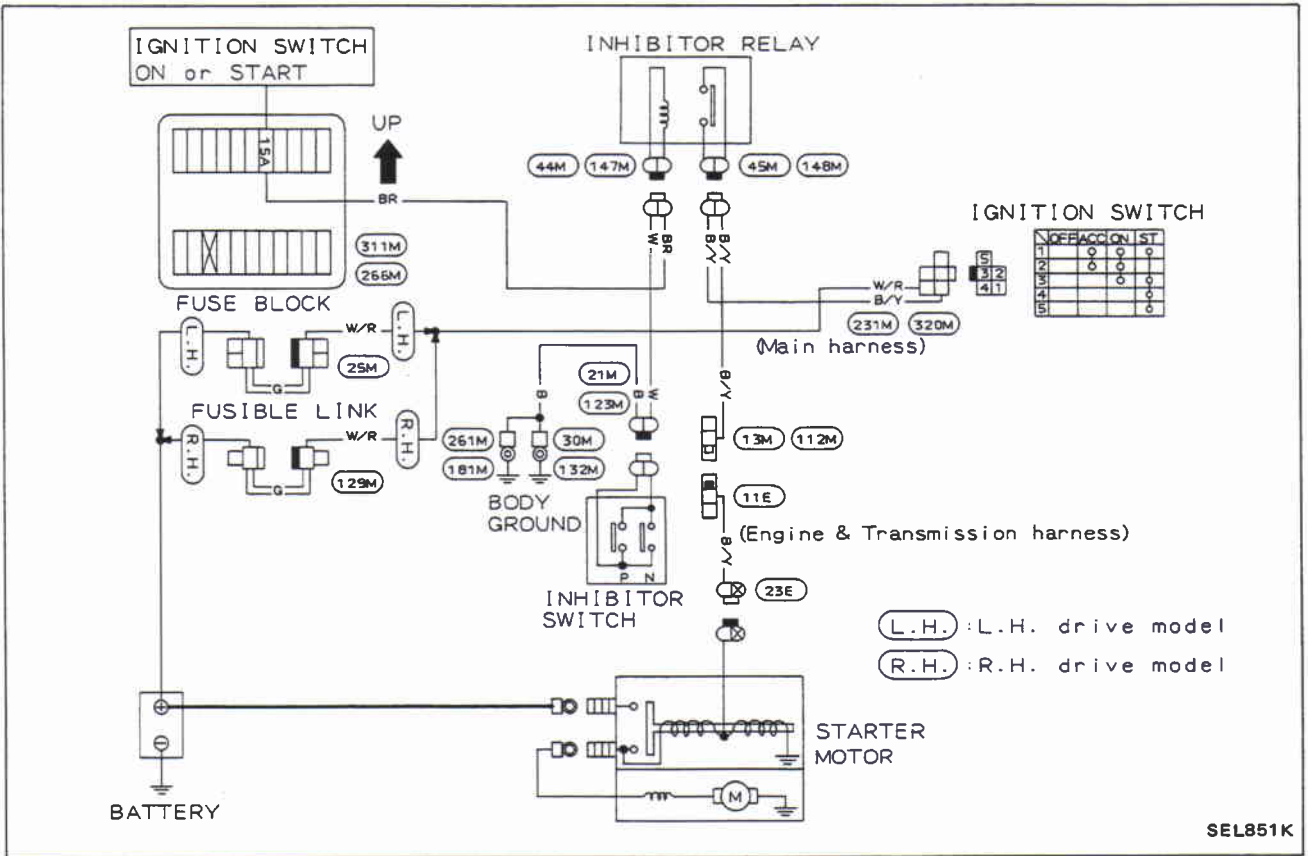 IGNITION SWITCH
ON or START
INHIBITOR RELAY
UP
15A
BR
44M 147M
45M 148M
W BR
B/Y B/Y
IGNITION SWITCH
OFF ACC ON ST
1
2
3
4
5
5
3 2
4 1
311M
266M
FUSE BLOCK
W/R
B/Y
231M 320M
(Main harness)
L.H.
W/R
L.H.
25M
G
FUSIBLE LINK
R.H.
W/R
R.H.
129M
G
B
21M
123M
B W
B/Y
261M
181M
30M
132M
BODY
GROUND
13M 112M
11E
(Engine & Transmission harness)
B/Y
P N
INHIBITOR
SWITCH
23E
L.H. : L.H. drive model
R.H. : R.H. drive model
+
−
BATTERY
STARTER
MOTOR
M
SEL851K